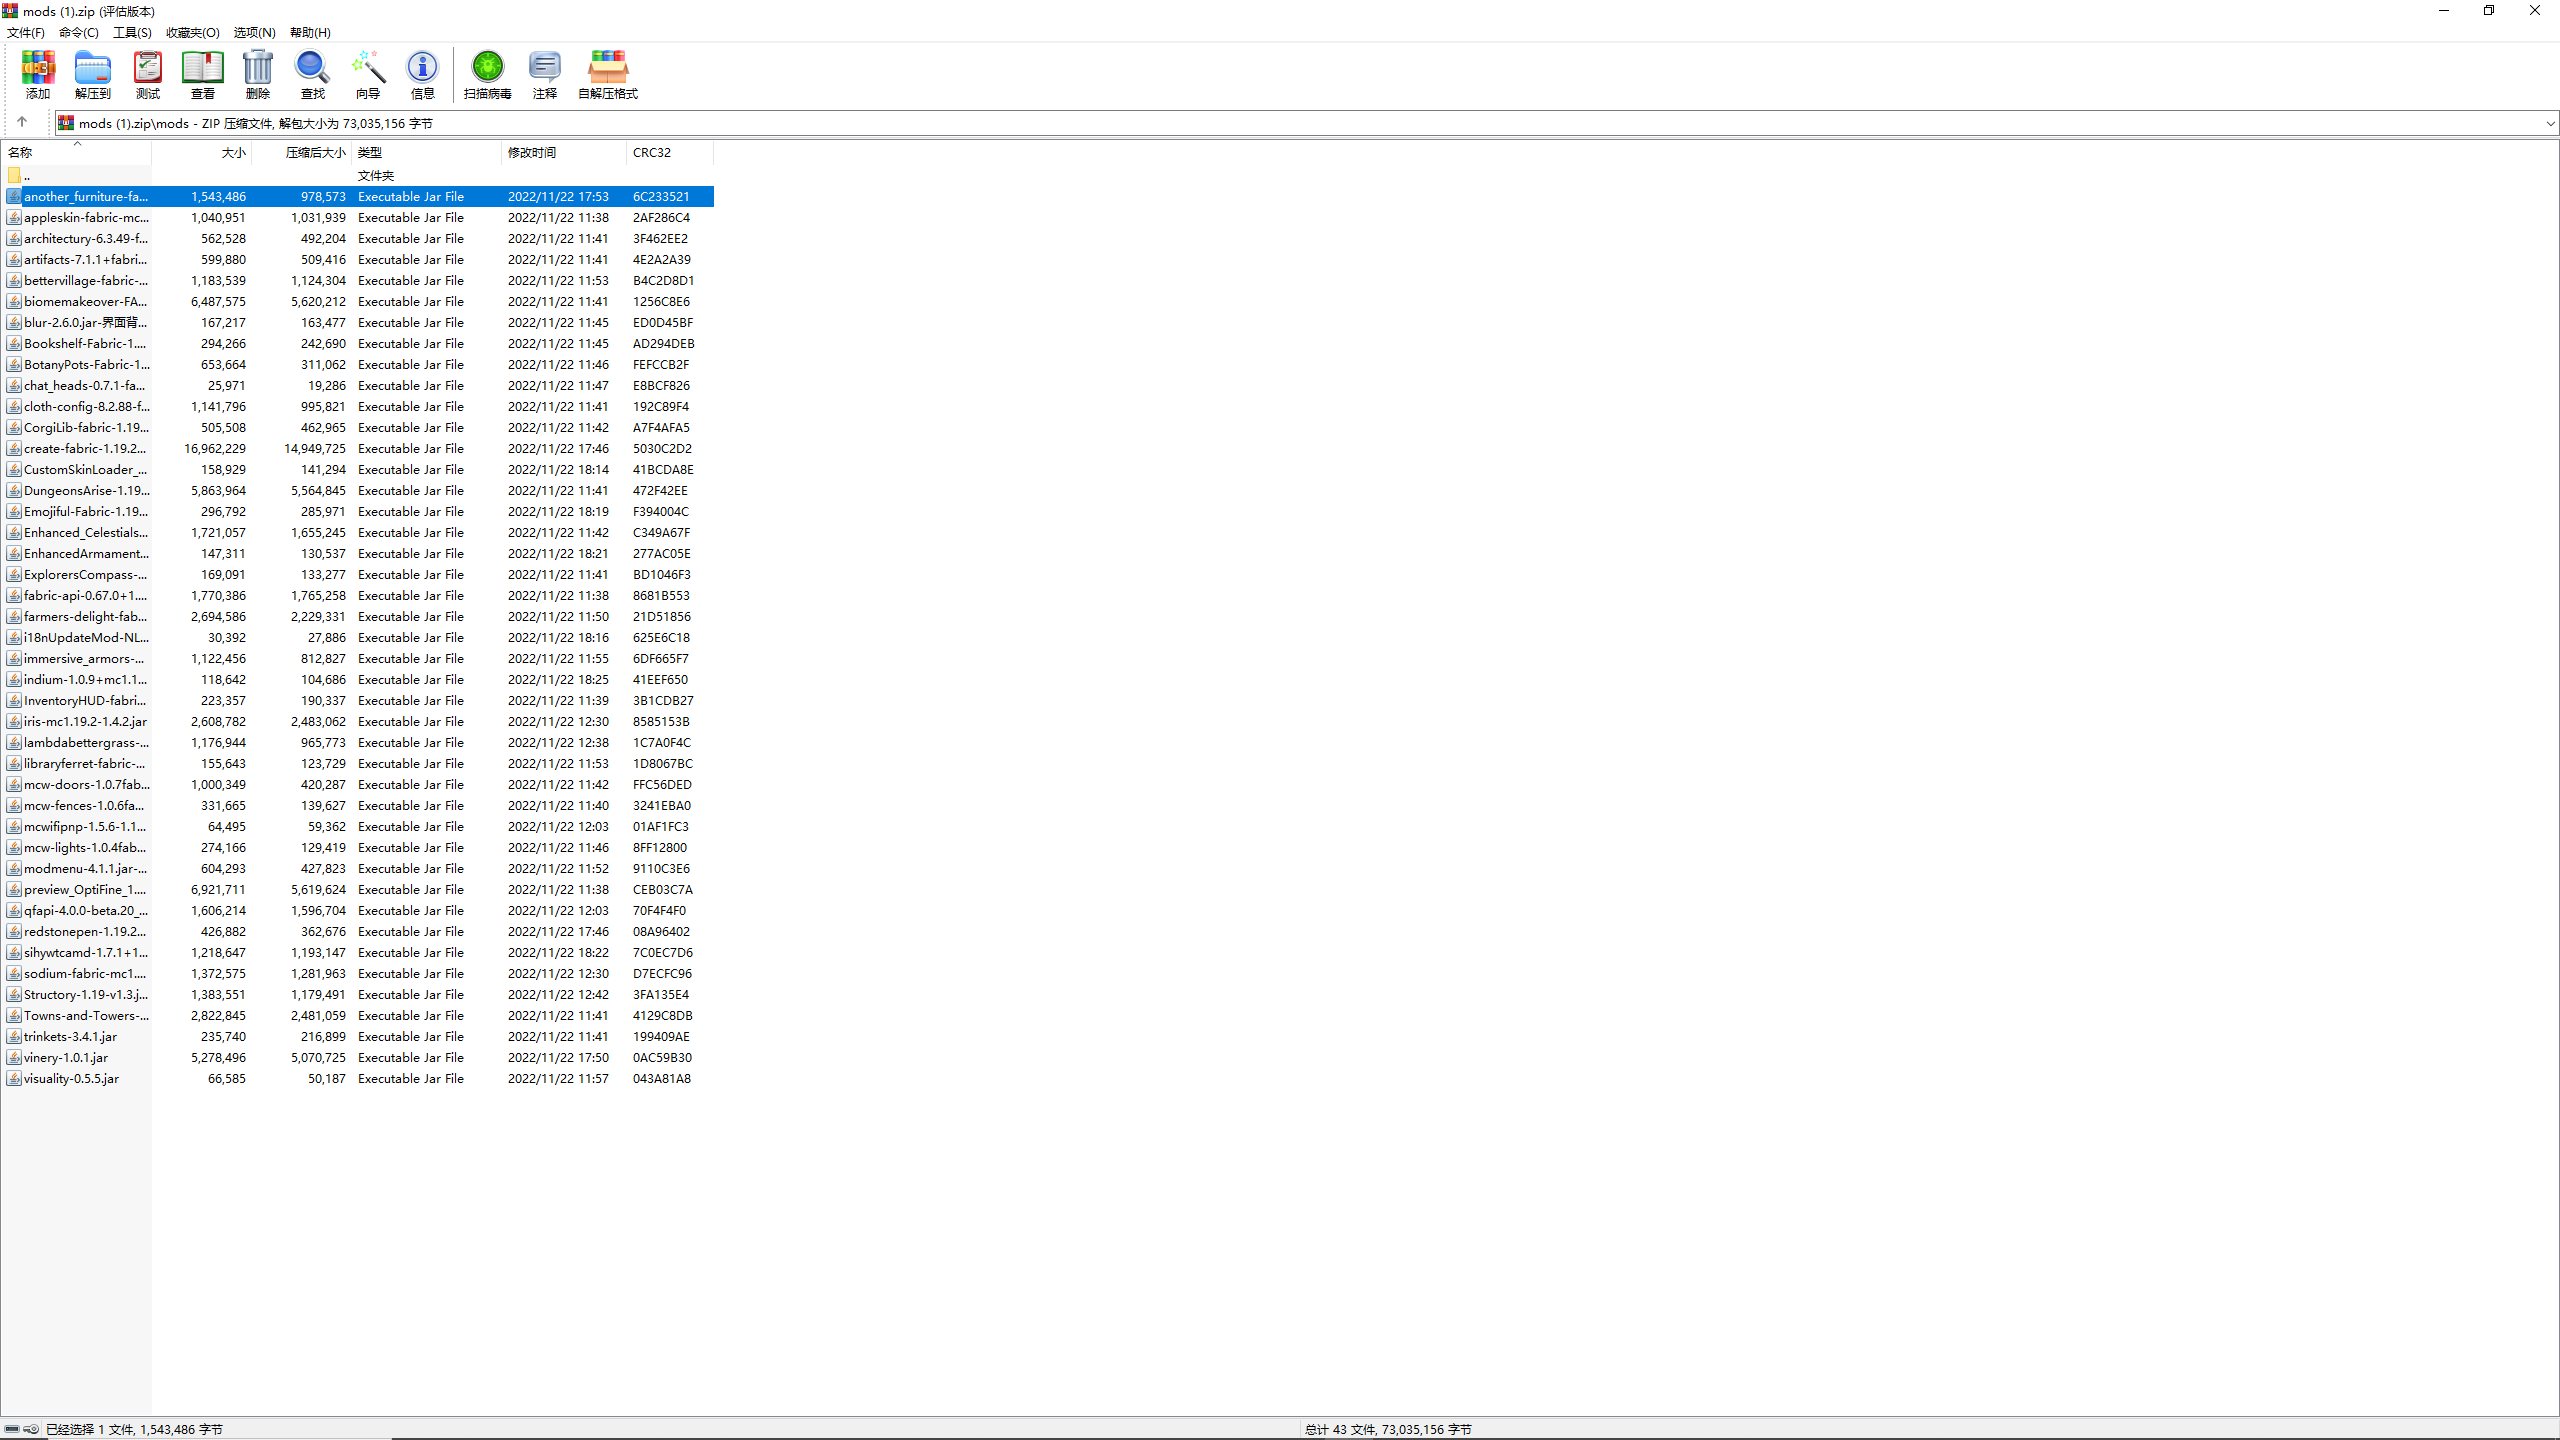 mods (1).zip (评估版本)
文件(F) 命令(C) 工具(S) 收藏夹(O) 选项(N) 帮助(H)
添加 解压到 测试 查看 删除 查找 向导 信息 扫描病毒 注释 自解压格式
mods (1).zip\mods - ZIP 压缩文件, 解包大小为 73,035,156 字节
名称 大小 压缩后大小 类型 修改时间 CRC32
.. 文件夹
another_furniture-fa... 1,543,486 978,573 Executable Jar File 2022/11/22 17:53 6C233521
appleskin-fabric-mc... 1,040,951 1,031,939 Executable Jar File 2022/11/22 11:38 2AF286C4
architectury-6.3.49-f... 562,528 492,204 Executable Jar File 2022/11/22 11:41 3F462EE2
artifacts-7.1.1+fabri... 599,880 509,416 Executable Jar File 2022/11/22 11:41 4E2A2A39
bettervillage-fabric-... 1,183,539 1,124,304 Executable Jar File 2022/11/22 11:53 B4C2D8D1
biomemakeover-FA... 6,487,575 5,620,212 Executable Jar File 2022/11/22 11:41 1256C8E6
blur-2.6.0.jar-界面背... 167,217 163,477 Executable Jar File 2022/11/22 11:45 ED0D45BF
Bookshelf-Fabric-1.... 294,266 242,690 Executable Jar File 2022/11/22 11:45 AD294DEB
BotanyPots-Fabric-1... 653,664 311,062 Executable Jar File 2022/11/22 11:46 FEFCCB2F
chat_heads-0.7.1-fa... 25,971 19,286 Executable Jar File 2022/11/22 11:47 E8BCF826
cloth-config-8.2.88-f... 1,141,796 995,821 Executable Jar File 2022/11/22 11:41 192C89F4
CorgiLib-fabric-1.19... 505,508 462,965 Executable Jar File 2022/11/22 11:42 A7F4AFA5
create-fabric-1.19.2... 16,962,229 14,949,725 Executable Jar File 2022/11/22 17:46 5030C2D2
CustomSkinLoader_... 158,929 141,294 Executable Jar File 2022/11/22 18:14 41BCDA8E
DungeonsArise-1.19... 5,863,964 5,564,845 Executable Jar File 2022/11/22 11:41 472F42EE
Emojiful-Fabric-1.19... 296,792 285,971 Executable Jar File 2022/11/22 18:19 F394004C
Enhanced_Celestials... 1,721,057 1,655,245 Executable Jar File 2022/11/22 11:42 C349A67F
EnhancedArmament... 147,311 130,537 Executable Jar File 2022/11/22 18:21 277AC05E
ExplorersCompass-... 169,091 133,277 Executable Jar File 2022/11/22 11:41 BD1046F3
fabric-api-0.67.0+1.... 1,770,386 1,765,258 Executable Jar File 2022/11/22 11:38 8681B553
farmers-delight-fab... 2,694,586 2,229,331 Executable Jar File 2022/11/22 11:50 21D51856
i18nUpdateMod-NL... 30,392 27,886 Executable Jar File 2022/11/22 18:16 625E6C18
immersive_armors-... 1,122,456 812,827 Executable Jar File 2022/11/22 11:55 6DF665F7
indium-1.0.9+mc1.1... 118,642 104,686 Executable Jar File 2022/11/22 18:25 41EEF650
InventoryHUD-fabri... 223,357 190,337 Executable Jar File 2022/11/22 11:39 3B1CDB27
iris-mc1.19.2-1.4.2.jar 2,608,782 2,483,062 Executable Jar File 2022/11/22 12:30 8585153B
lambdabettergrass-... 1,176,944 965,773 Executable Jar File 2022/11/22 12:38 1C7A0F4C
libraryferret-fabric-... 155,643 123,729 Executable Jar File 2022/11/22 11:53 1D8067BC
mcw-doors-1.0.7fab... 1,000,349 420,287 Executable Jar File 2022/11/22 11:42 FFC56DED
mcw-fences-1.0.6fa... 331,665 139,627 Executable Jar File 2022/11/22 11:40 3241EBA0
mcwifipnp-1.5.6-1.1... 64,495 59,362 Executable Jar File 2022/11/22 12:03 01AF1FC3
mcw-lights-1.0.4fab... 274,166 129,419 Executable Jar File 2022/11/22 11:46 8FF12800
modmenu-4.1.1.jar-... 604,293 427,823 Executable Jar File 2022/11/22 11:52 9110C3E6
preview_OptiFine_1.... 6,921,711 5,619,624 Executable Jar File 2022/11/22 11:38 CEB03C7A
qfapi-4.0.0-beta.20_... 1,606,214 1,596,704 Executable Jar File 2022/11/22 12:03 70F4F4F0
redstonepen-1.19.2... 426,882 362,676 Executable Jar File 2022/11/22 17:46 08A96402
sihywtcamd-1.7.1+1... 1,218,647 1,193,147 Executable Jar File 2022/11/22 18:22 7C0EC7D6
sodium-fabric-mc1.... 1,372,575 1,281,963 Executable Jar File 2022/11/22 12:30 D7ECFC96
Structory-1.19-v1.3.j... 1,383,551 1,179,491 Executable Jar File 2022/11/22 12:42 3FA135E4
Towns-and-Towers-... 2,822,845 2,481,059 Executable Jar File 2022/11/22 11:41 4129C8DB
trinkets-3.4.1.jar 235,740 216,899 Executable Jar File 2022/11/22 11:41 199409AE
vinery-1.0.1.jar 5,278,496 5,070,725 Executable Jar File 2022/11/22 17:50 0AC59B30
visuality-0.5.5.jar 66,585 50,187 Executable Jar File 2022/11/22 11:57 043A81A8
已经选择 1 文件, 1,543,486 字节 总计 43 文件, 73,035,156 字节